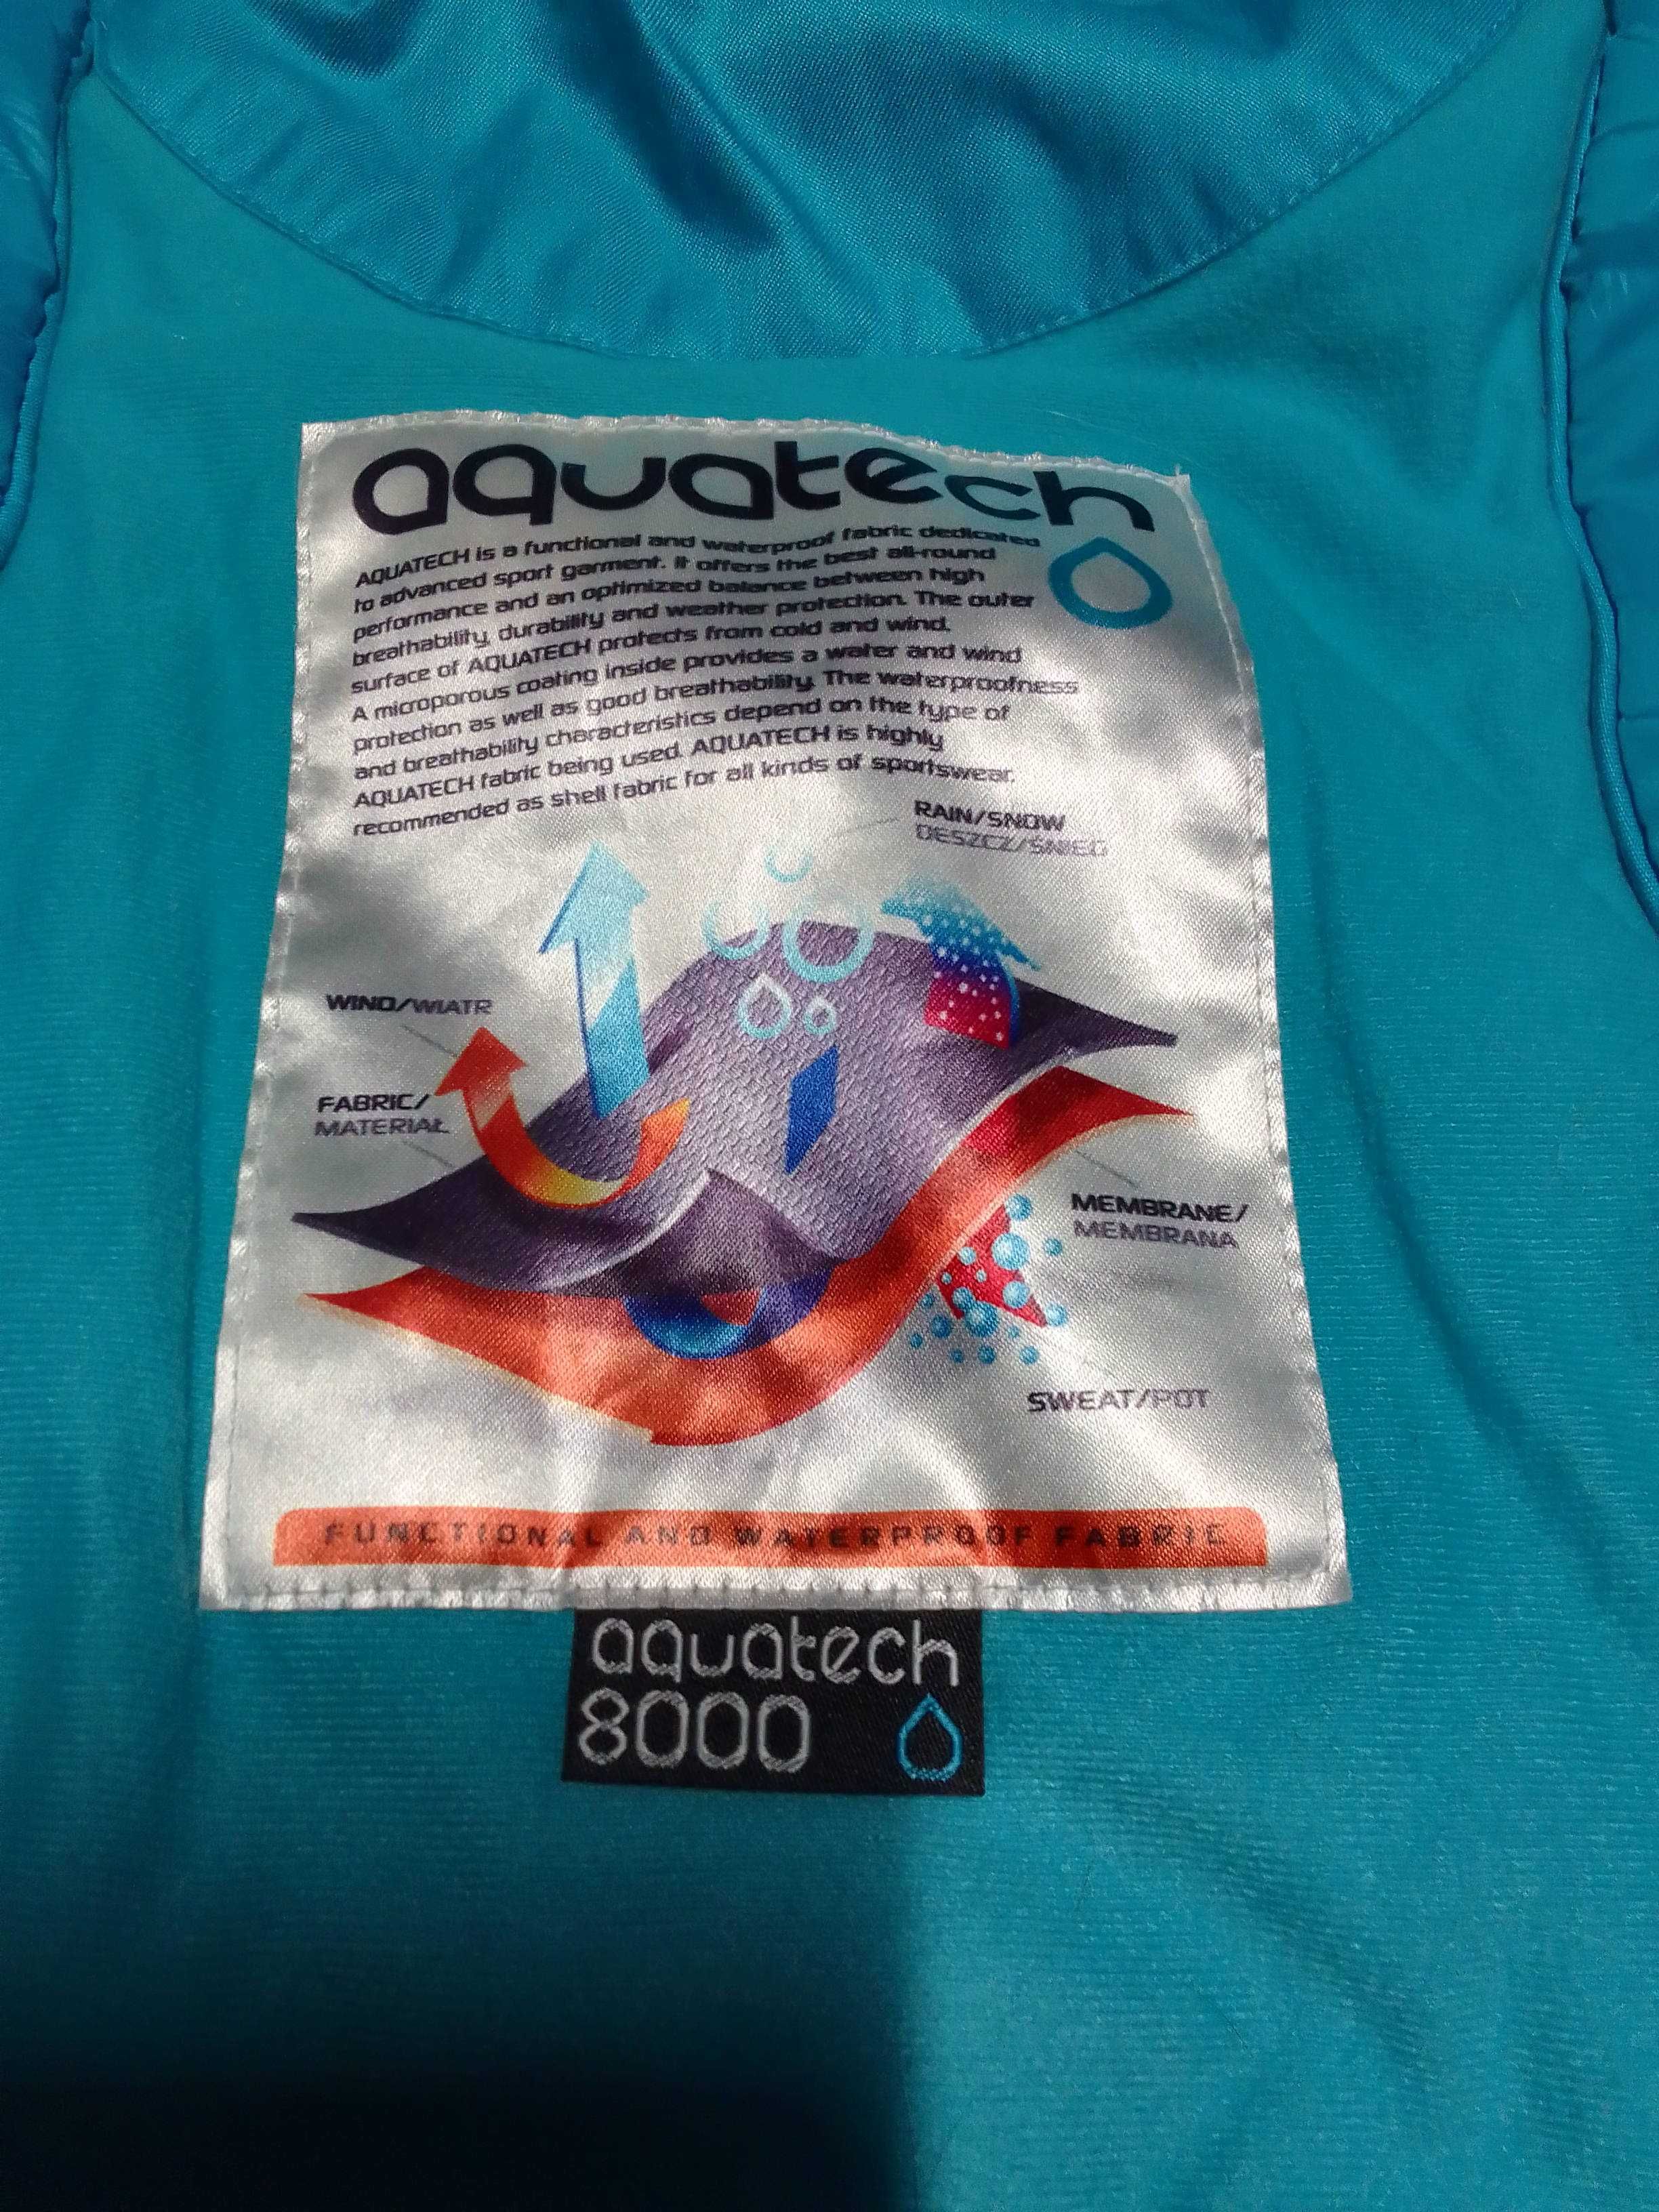 aquatech
AQUATECH is a functional and waterproof fabric dedicated
to advanced sport garment. It offers the best all-round
performance and an optimized balance between high
breathability, durability and weather protection. The outer
surface of AQUATECH protects from cold and wind.
A microporous coating inside provides a water and wind
protection as well as good breathability. The waterproofness
and breathability characteristics depend on the type of
AQUATECH fabric being used. AQUATECH is highly
recommended as shell fabric for all kinds of sportswear.
RAIN/SNOW
DESZCZ/ŚNIEG
WIND/WIATR
FABRIC/
MATERIAŁ
MEMBRANE/
MEMBRANA
SWEAT/POT
FUNCTIONAL AND WATERPROOF FABRIC
aquatech
8000